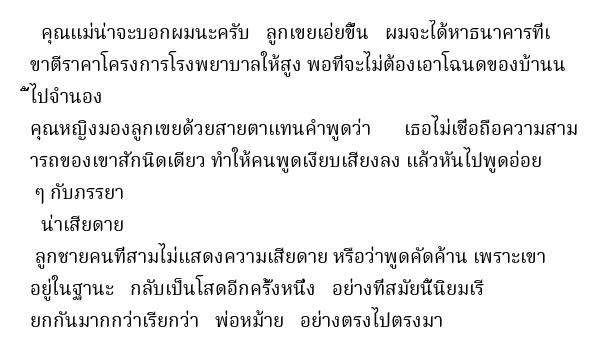 คุณแม่น่าจะบอกผมนะครับ ลูกเขยเอ่ยขึ้น ผมจะได้หาธนาคารที่เ
ขาตีราคาโครงการโรงพยาบาลให้สูง พอที่จะไม่ต้องเอาโฉนดของบ้านน
ี้ไปจำนอง
คุณหญิงมองลูกเขยด้วยสายตาแทนคำพูดว่า เธอไม่เชื่อถือความสาม
ารถของเขาสักนิดเดียว ทำให้คนพูดเงียบเสียงลง แล้วหันไปพูดอ่อย
ๆ กับภรรยา
น่าเสียดาย
ลูกชายคนที่สามไม่แสดงความเสียดาย หรือว่าพูดคัดค้าน เพราะเขา
อยู่ในฐานะ กลับเป็นโสดอีกครั้งหนึ่ง อย่างที่สมัยนี้นิยมเรี
ยกกันมากกว่าเรียกว่า พ่อหม้าย อย่างตรงไปตรงมา